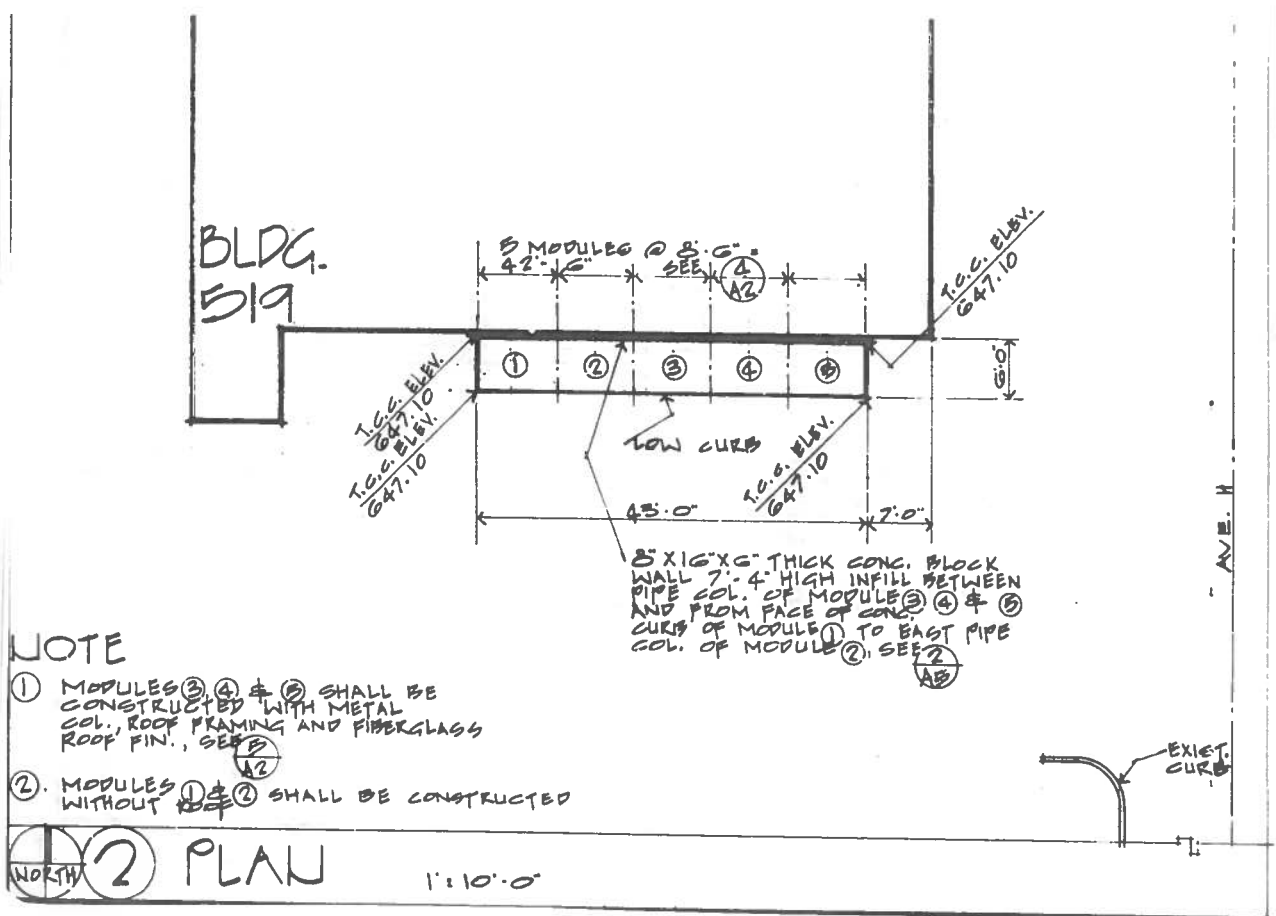 BLDG.
519
5 MODULES @ 8'-6" =
42'-6" SEE 4
A2
T.C.C. ELEV.
647.10
6'-0"
1 2 3 4 5
T.C.C. ELEV.
647.10
T.C.C. ELEV.
647.10
LOW CURB
T.C.C. ELEV.
647.10
43'-0" 7'-0"
AVE. H
8" X 16" X 6" THICK CONC. BLOCK
WALL 7'-4" HIGH INFILL BETWEEN
PIPE COL. OF MODULE 3 4 & 5
AND FROM FACE OF CONC.
CURB OF MODULE 1 TO EAST PIPE
COL. OF MODULE 2, SEE 2
A5
NOTE
1 MODULES 3, 4 & 5 SHALL BE
CONSTRUCTED WITH METAL
COL., ROOF FRAMING AND FIBERGLASS
ROOF FIN., SEE 5
A2
2. MODULES 1 & 2 SHALL BE CONSTRUCTED
WITHOUT ROOF
EXIST.
CURB
NORTH 2 PLAN 1":10'-0"